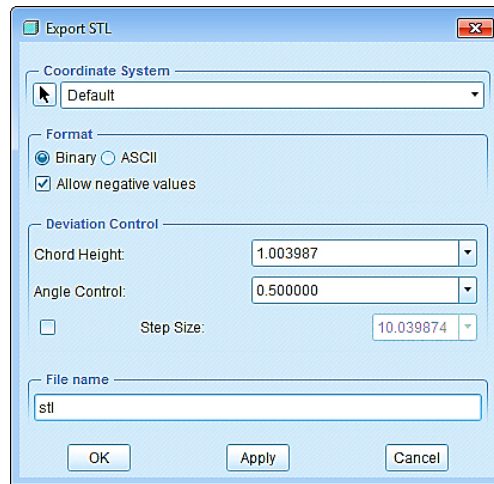 Export STL
Coordinate System
Default
Format
Binary ASCII
Allow negative values
Deviation Control
Chord Height: 1.003987
Angle Control: 0.500000
Step Size: 10.039874
File name
stl
OK Apply Cancel